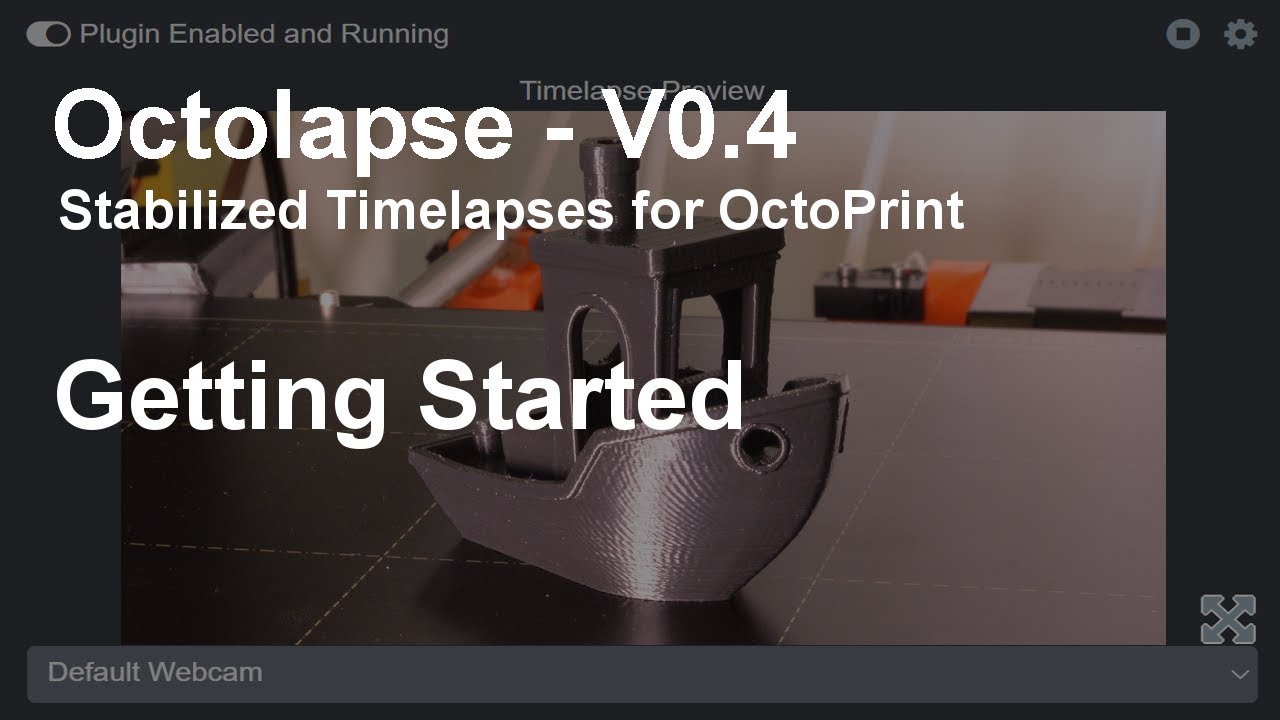 Plugin Enabled and Running
Timelapse Preview
Octolapse - V0.4
Stabilized Timelapses for OctoPrint
Getting Started
Default Webcam